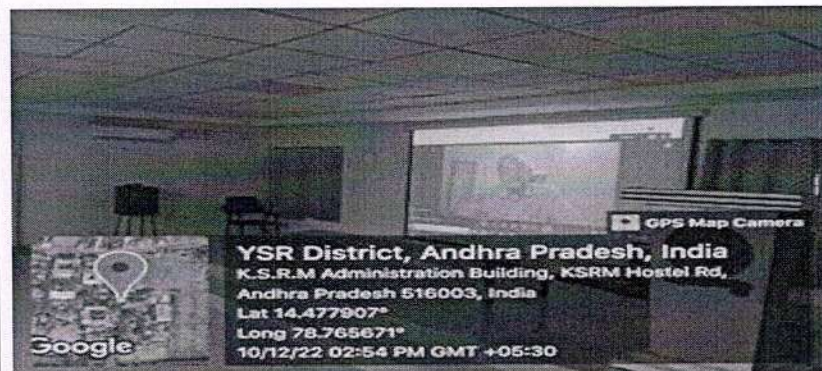 GPS Map Camera
YSR District, Andhra Pradesh, India
K.S.R.M Administration Building, KSRM Hostel Rd,
Andhra Pradesh 516003, India
Lat 14.477907°
Long 78.765671°
10/12/22 02:54 PM GMT +05:30
Google